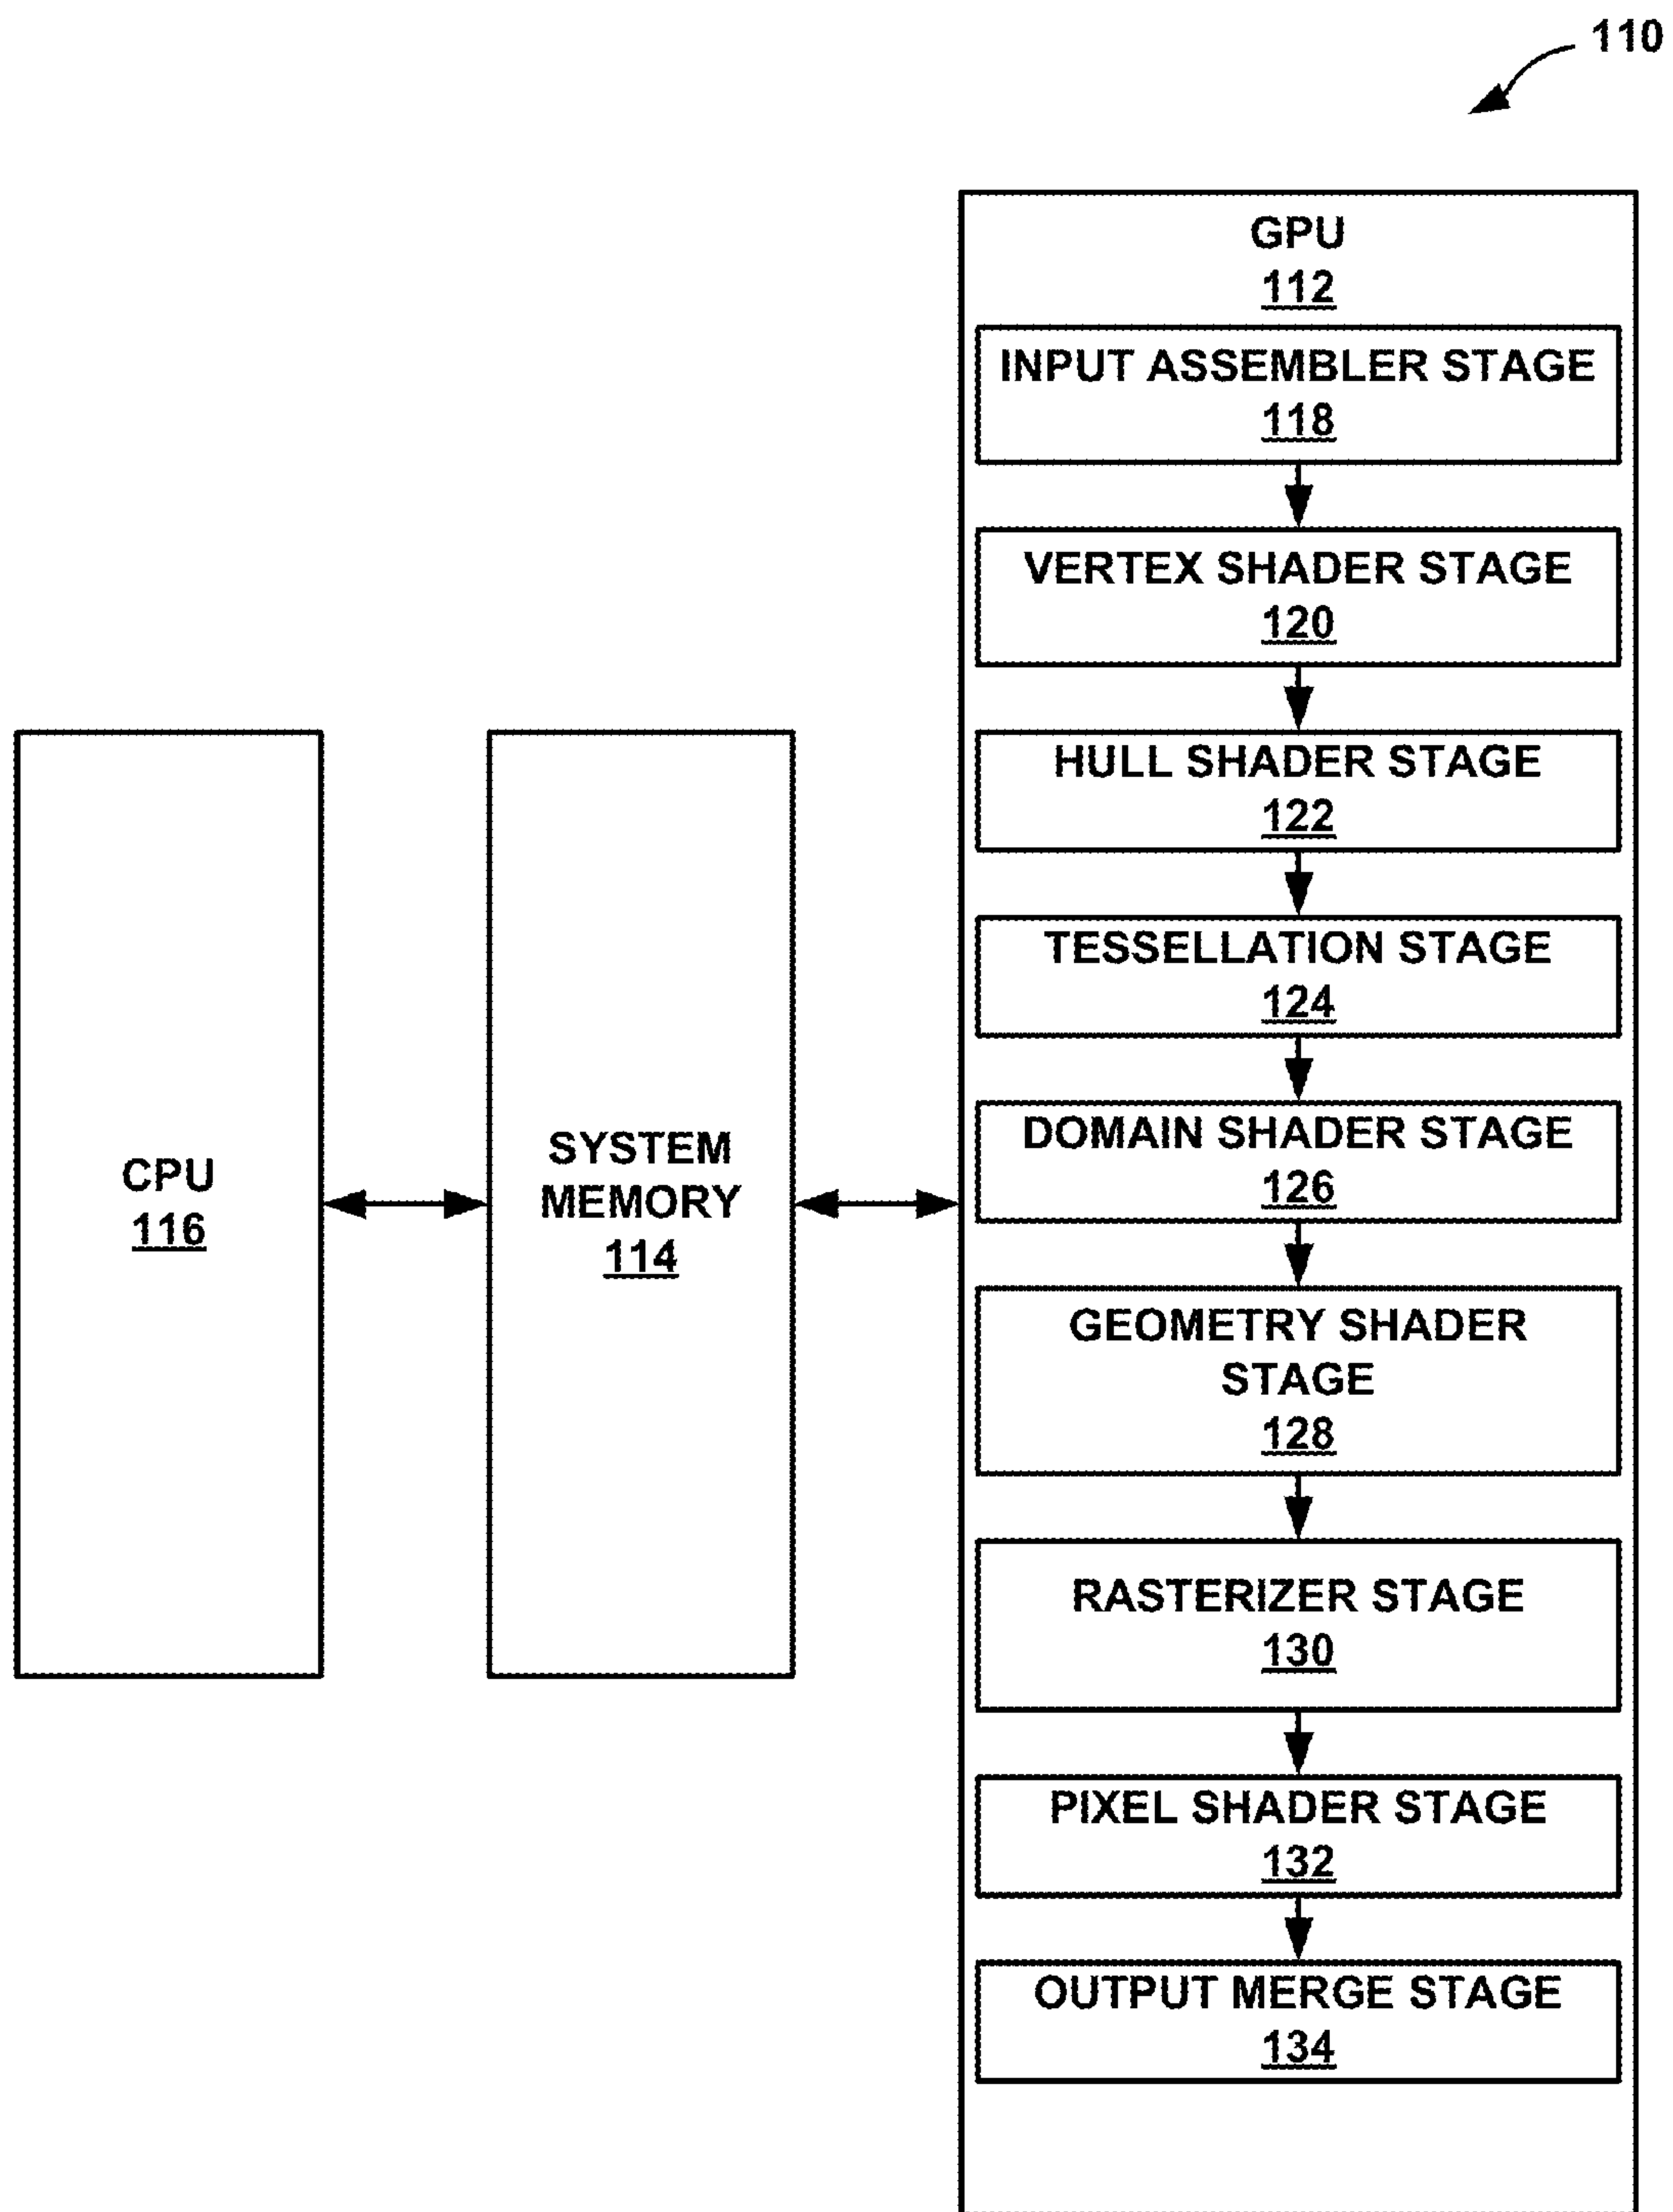 110
GPU
112
INPUT ASSEMBLER STAGE
118
VERTEX SHADER STAGE
120
HULL SHADER STAGE
122
TESSELLATION STAGE
124
DOMAIN SHADER STAGE
126
GEOMETRY SHADER
STAGE
128
RASTERIZER STAGE
130
PIXEL SHADER STAGE
132
OUTPUT MERGE STAGE
134
CPU
116
SYSTEM
MEMORY
114